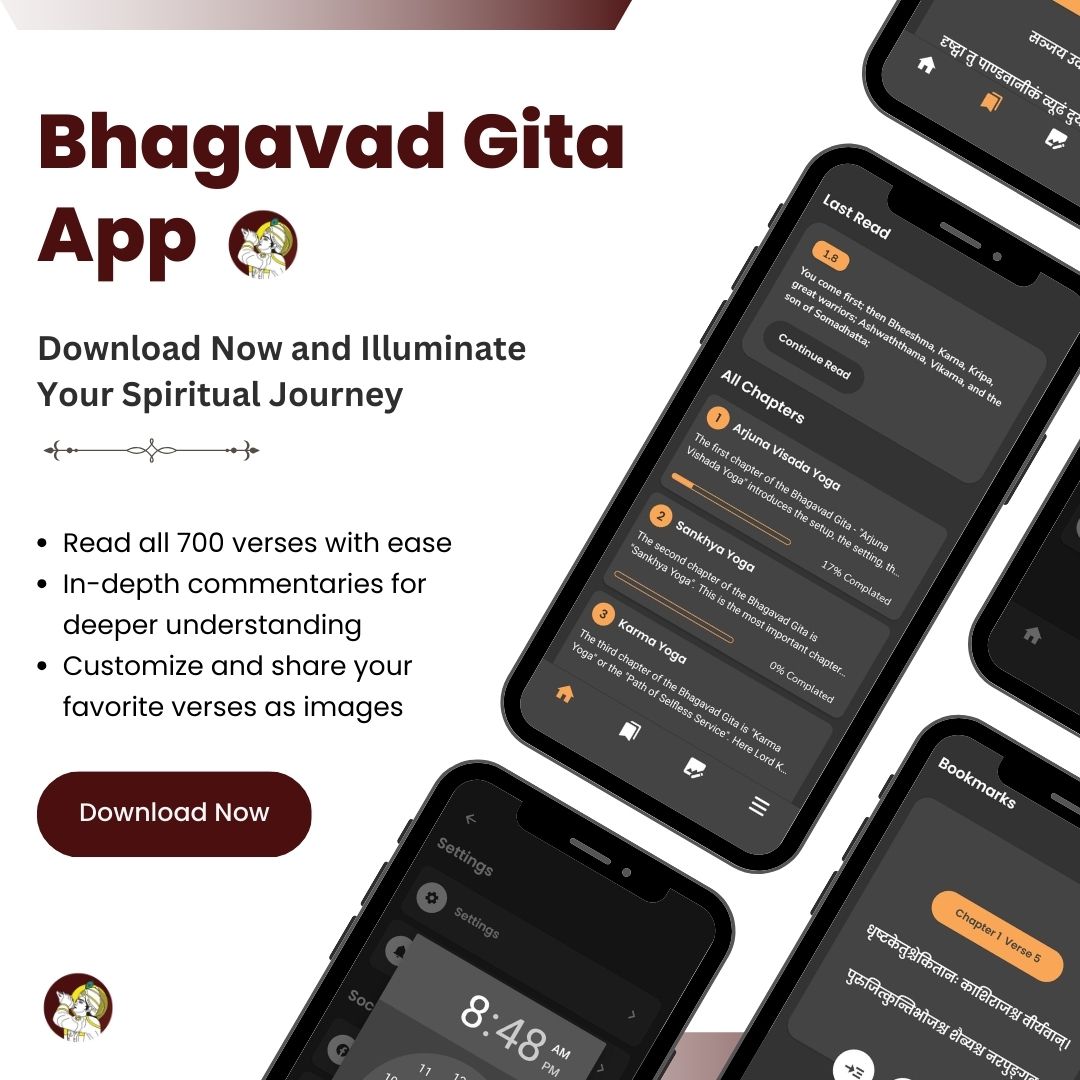 Bhagavad Gita
App
Download Now and Illuminate
Your Spiritual Journey
• Read all 700 verses with ease
• In-depth commentaries for
deeper understanding
• Customize and share your
favorite verses as images
Download Now
सञ्जय
दृष्ट्वा तु पाण्डवानीकं व्यूढं
Last Read
1.8
You come first; then Bheeshma, Karna, Kripa,
great warriors; Ashwaththama, Vikarna, and the
son of Somadhatta;
Continue Read
All Chapters
1 Arjuna Visada Yoga
The first chapter of the Bhagavad Gita - "Arjuna
Vishada Yoga" introduces the setup, the setting, th...
17% Complated
2 Sankhya Yoga
The second chapter of the Bhagavad Gita is
"Sankhya Yoga". This is the most important chapter...
0% Complated
3 Karma Yoga
The third chapter of the Bhagavad Gita is "Karma
Yoga" or the "Path of Selfless Service". Here Lord K...
Settings
Settings
Soc
8:48 AM
PM
11
10
Bookmarks
Chapter 1 Verse 5
धृष्टकेतुश्चेकितानः काशिराजश्च वीर्यवान्।
पुरुजित्कुन्तिभोजश्च शैब्यश्च